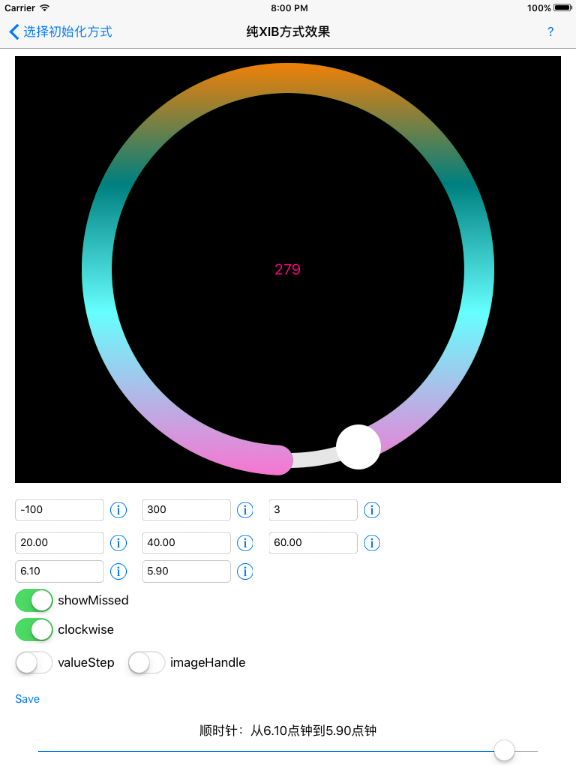 Carrier 8:00 PM 100%
选择初始化方式 纯XIB方式效果 ?
279
-100 300 3
20.00 40.00 60.00
6.10 5.90
showMissed
clockwise
valueStep imageHandle
Save
顺时针：从6.10点钟到5.90点钟